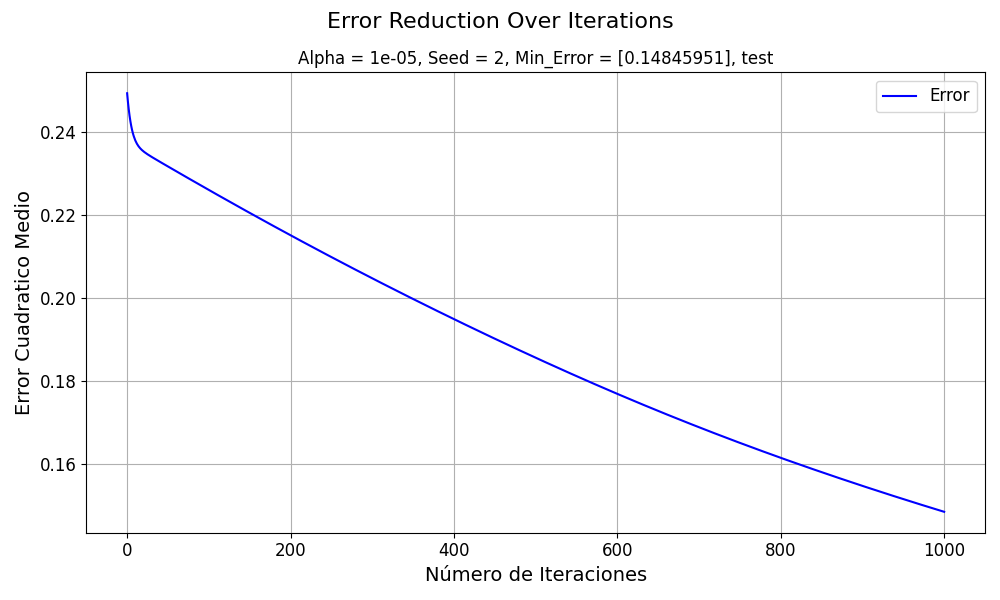 Error Reduction Over Iterations
Alpha = 1e-05, Seed = 2, Min_Error = [0.14845951], test
Error
0.24
0.22
0.20
0.18
0.16
Error Cuadratico Medio
0
200
400
600
800
1000
Número de Iteraciones